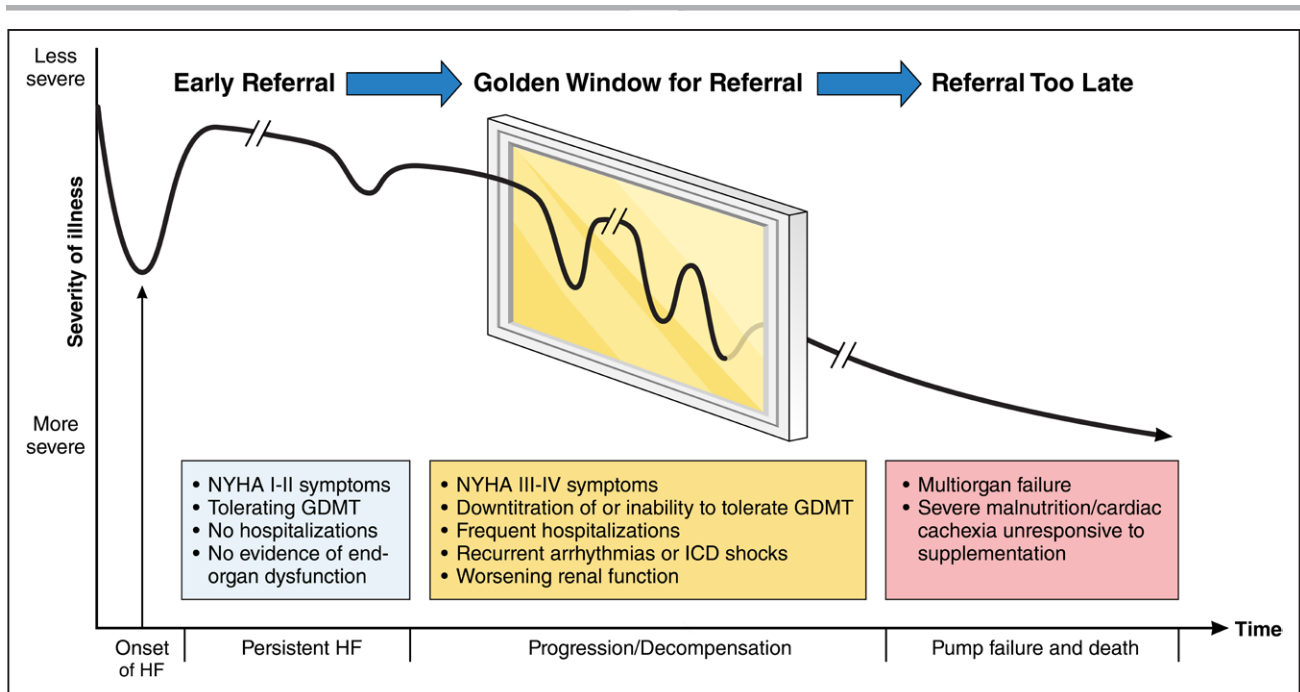 Less
severe
Early Referral
Golden Window for Referral
Referral Too Late
Severity of illness
More
severe
• NYHA I-II symptoms
• Tolerating GDMT
• No hospitalizations
• No evidence of end-
organ dysfunction
• NYHA III-IV symptoms
• Downtitration of or inability to tolerate GDMT
• Frequent hospitalizations
• Recurrent arrhythmias or ICD shocks
• Worsening renal function
• Multiorgan failure
• Severe malnutrition/cardiac
cachexia unresponsive to
supplementation
Time
Onset
of HF
Persistent HF
Progression/Decompensation
Pump failure and death